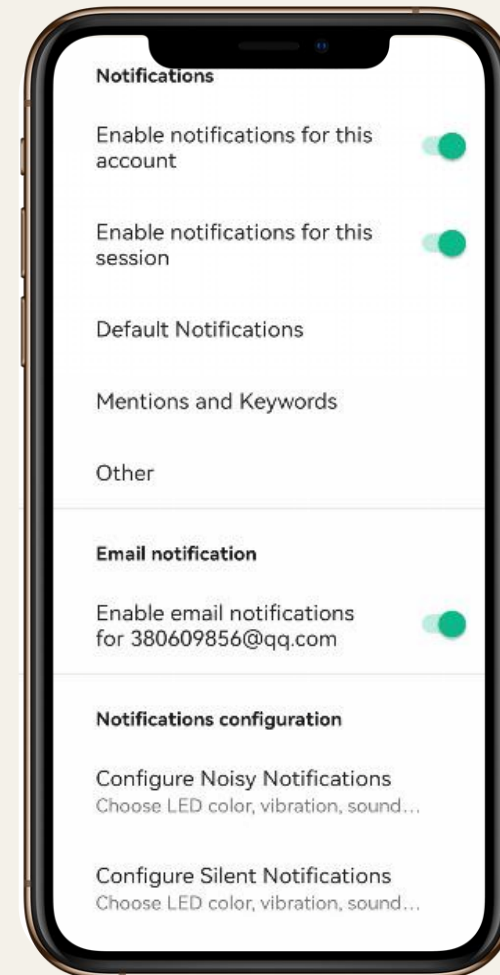 Notifications
Enable notifications for this
account
Enable notifications for this
session
Default Notifications
Mentions and Keywords
Other
Email notification
Enable email notifications
for 380609856@qq.com
Notifications configuration
Configure Noisy Notifications
Choose LED color, vibration, sound...
Configure Silent Notifications
Choose LED color, vibration, sound...